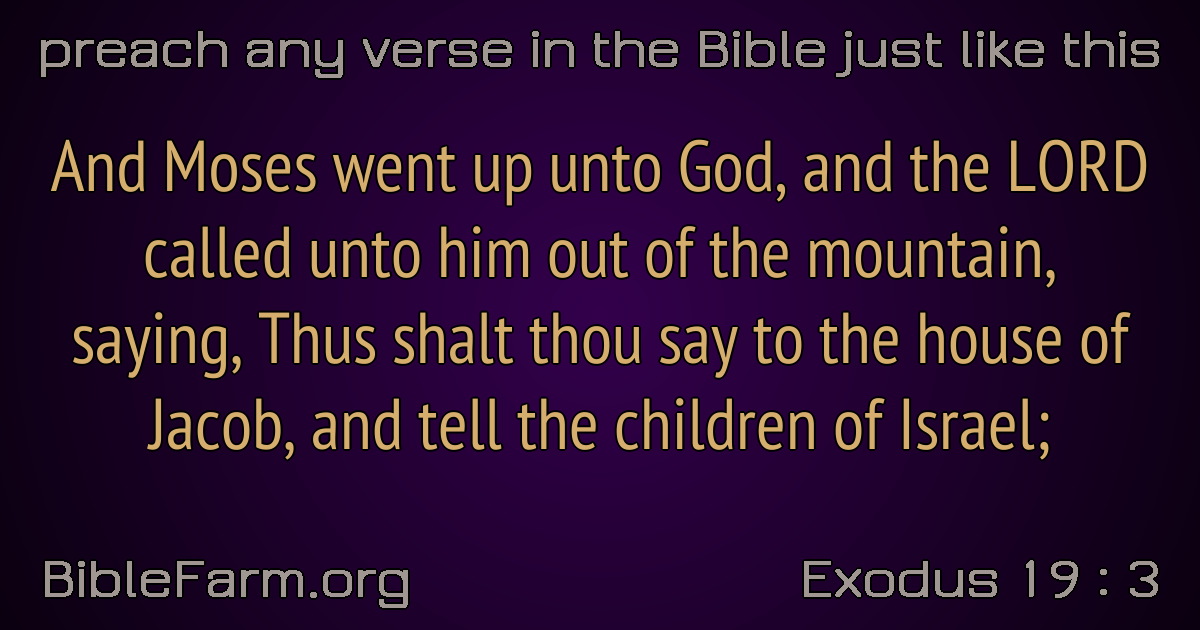 preach any verse in the Bible just like this
And Moses went up unto God, and the LORD
called unto him out of the mountain,
saying, Thus shalt thou say to the house of
Jacob, and tell the children of Israel;
BibleFarm.org
Exodus 19 : 3